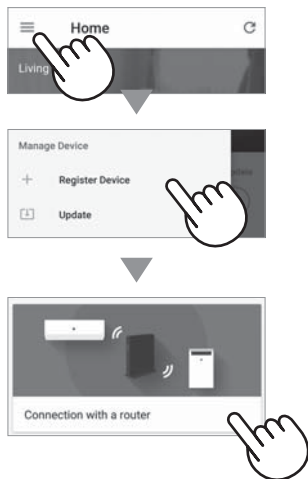 Home
Living
Manage Device
Register Device
Update
Connection with a router